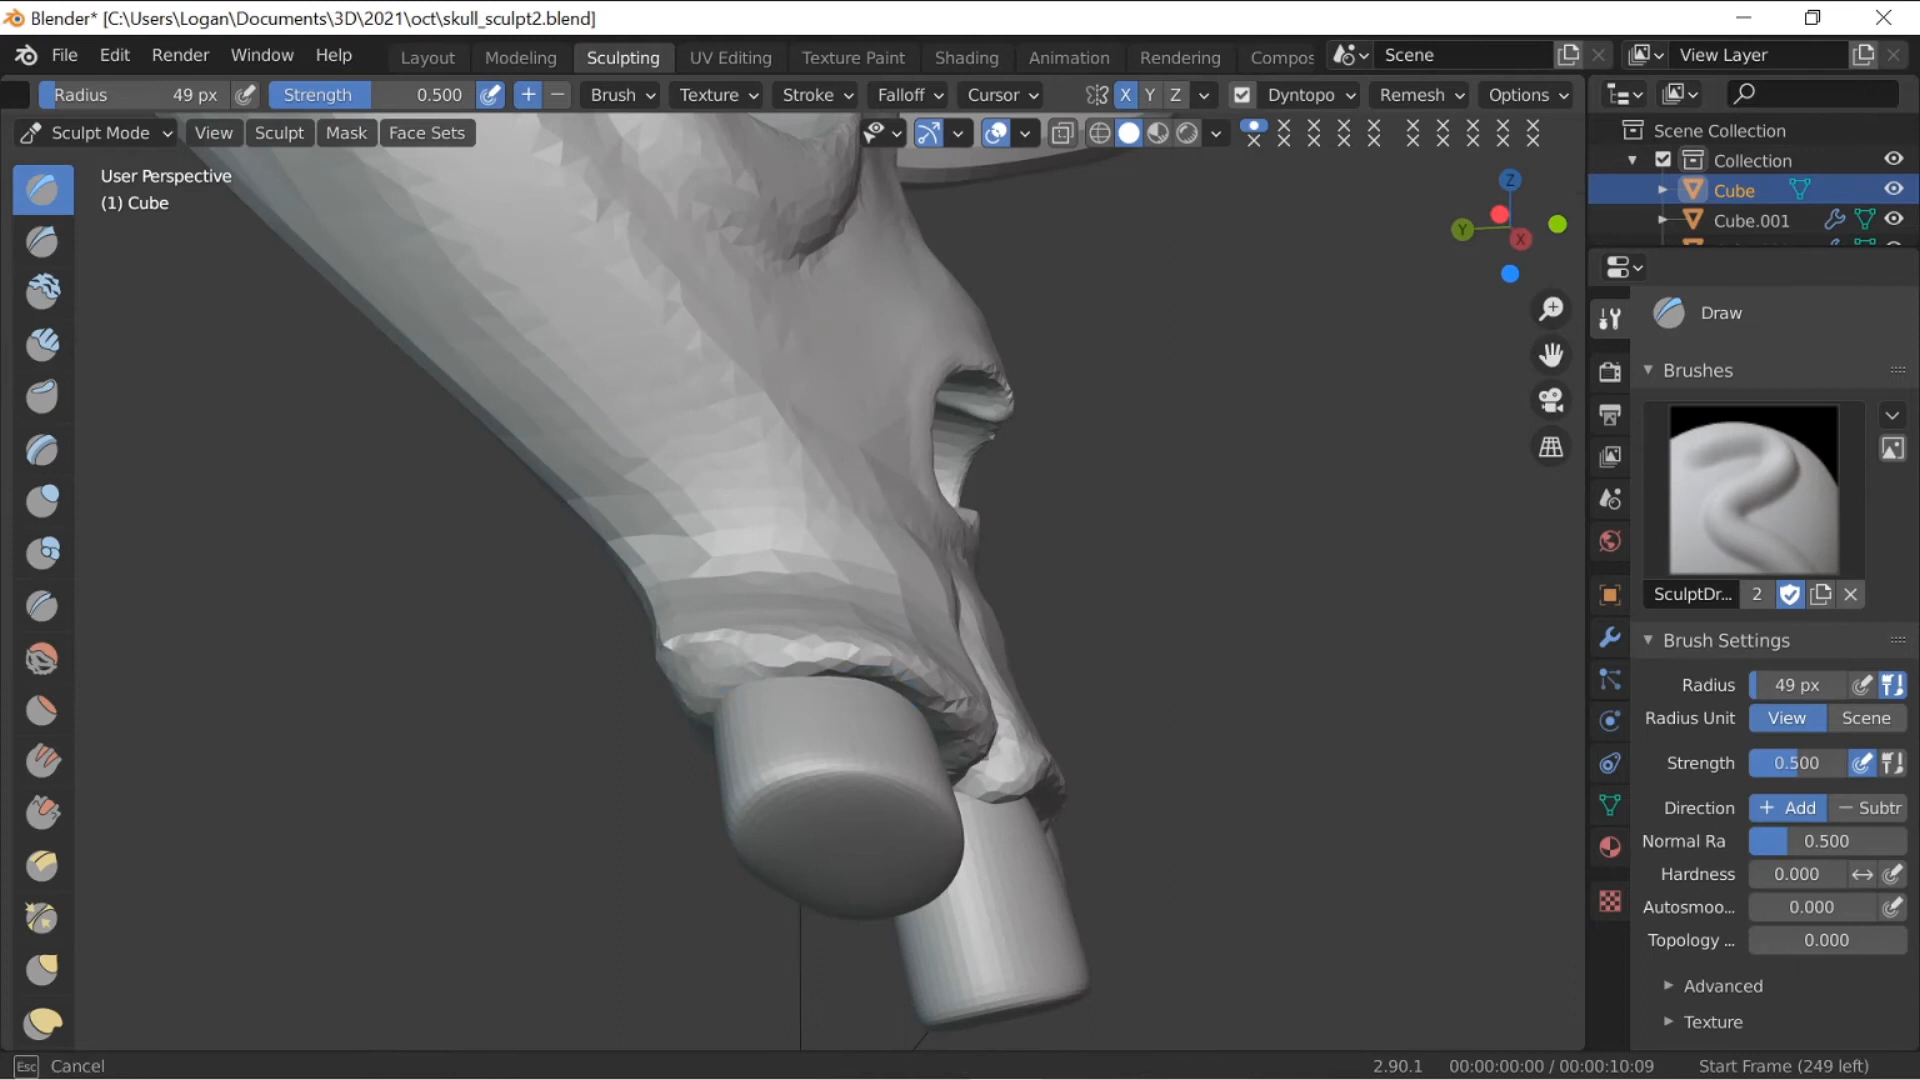 Blender* [C:\Users\Logan\Documents\3D\2021\oct\skull_sculpt2.blend]
File Edit Render Window Help Layout Modeling Sculpting UV Editing Texture Paint Shading Animation Rendering Compos Scene View Layer
Radius 49 px Strength 0.500 Brush Texture Stroke Falloff Cursor X Y Z Dyntopo Remesh Options
Sculpt Mode View Sculpt Mask Face Sets
Scene Collection
Collection
Cube
Cube.001
User Perspective
(1) Cube
Z
Y
X
Draw
Brushes
SculptDr... 2
Brush Settings
Radius 49 px
Radius Unit View Scene
Strength 0.500
Direction + Add − Subtr
Normal Ra 0.500
Hardness 0.000
Autosmoo... 0.000
Topology ... 0.000
Advanced
Texture
Esc Cancel 2.90.1 00:00:00:00 / 00:00:10:09 Start Frame (249 left)